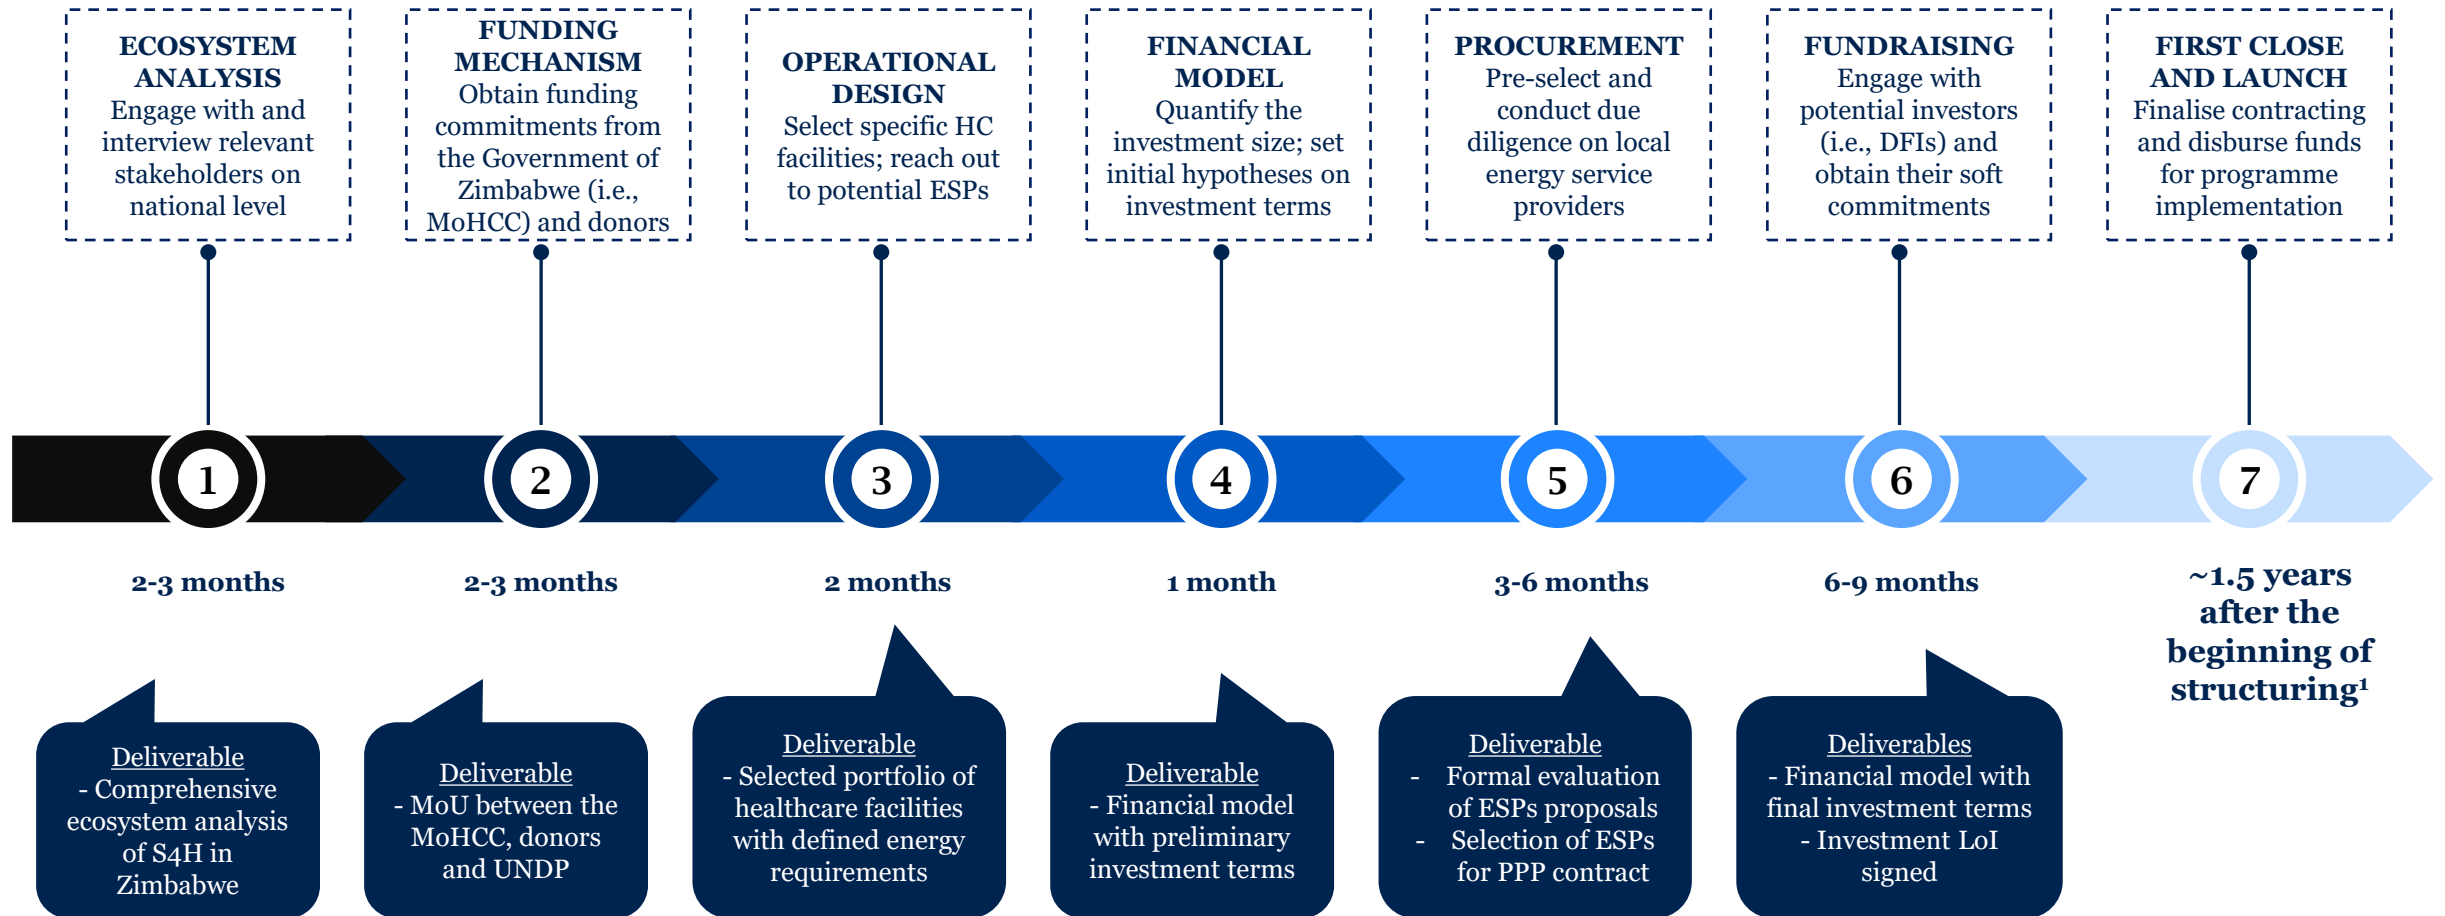 ECOSYSTEM
ANALYSIS
Engage with and
interview relevant
stakeholders on
national level
FUNDING
MECHANISM
Obtain funding
commitments from
the Government of
Zimbabwe (i.e.,
MoHCC) and donors
OPERATIONAL
DESIGN
Select specific HC
facilities; reach out
to potential ESPs
FINANCIAL
MODEL
Quantify the
investment size; set
initial hypotheses on
investment terms
PROCUREMENT
Pre-select and
conduct due
diligence on local
energy service
providers
FUNDRAISING
Engage with
potential investors
(i.e., DFIs) and
obtain their soft
commitments
FIRST CLOSE
AND LAUNCH
Finalise contracting
and disburse funds
for programme
implementation
1
2
3
4
5
6
7
2-3 months
2-3 months
2 months
1 month
3-6 months
6-9 months
~1.5 years
after the
beginning of
structuring¹
Deliverable
- Comprehensive
ecosystem analysis
of S4H in
Zimbabwe
Deliverable
- MoU between the
MoHCC, donors
and UNDP
Deliverable
- Selected portfolio of
healthcare facilities
with defined energy
requirements
Deliverable
- Financial model
with preliminary
investment terms
Deliverable
- Formal evaluation
of ESPs proposals
- Selection of ESPs
for PPP contract
Deliverables
- Financial model with
final investment terms
- Investment LoI
signed